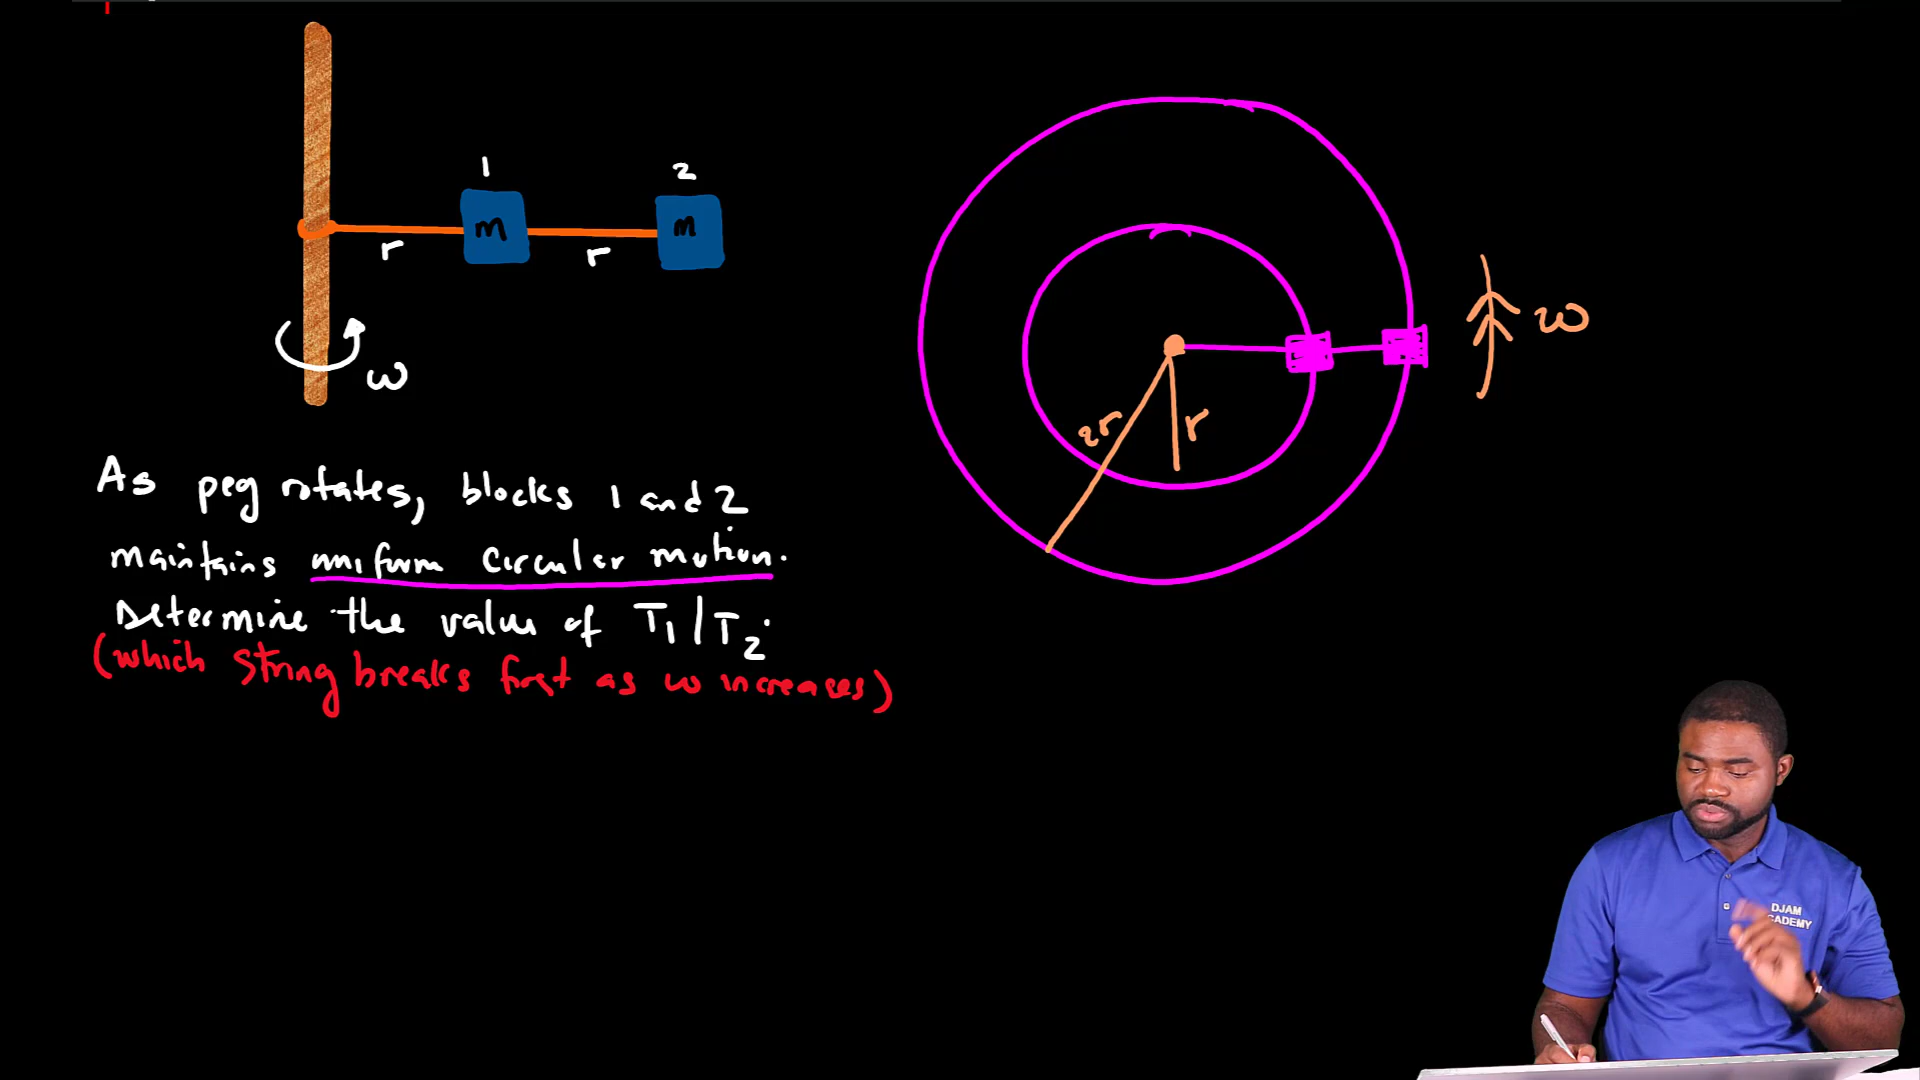 1
2
m
m
r
r
ω
As peg rotates, blocks 1 and 2
maintains uniform circular motion.
Determine the value of T₁/T₂.
(which string breaks first as ω increases)
2r
r
ω
DJAM
ACADEMY